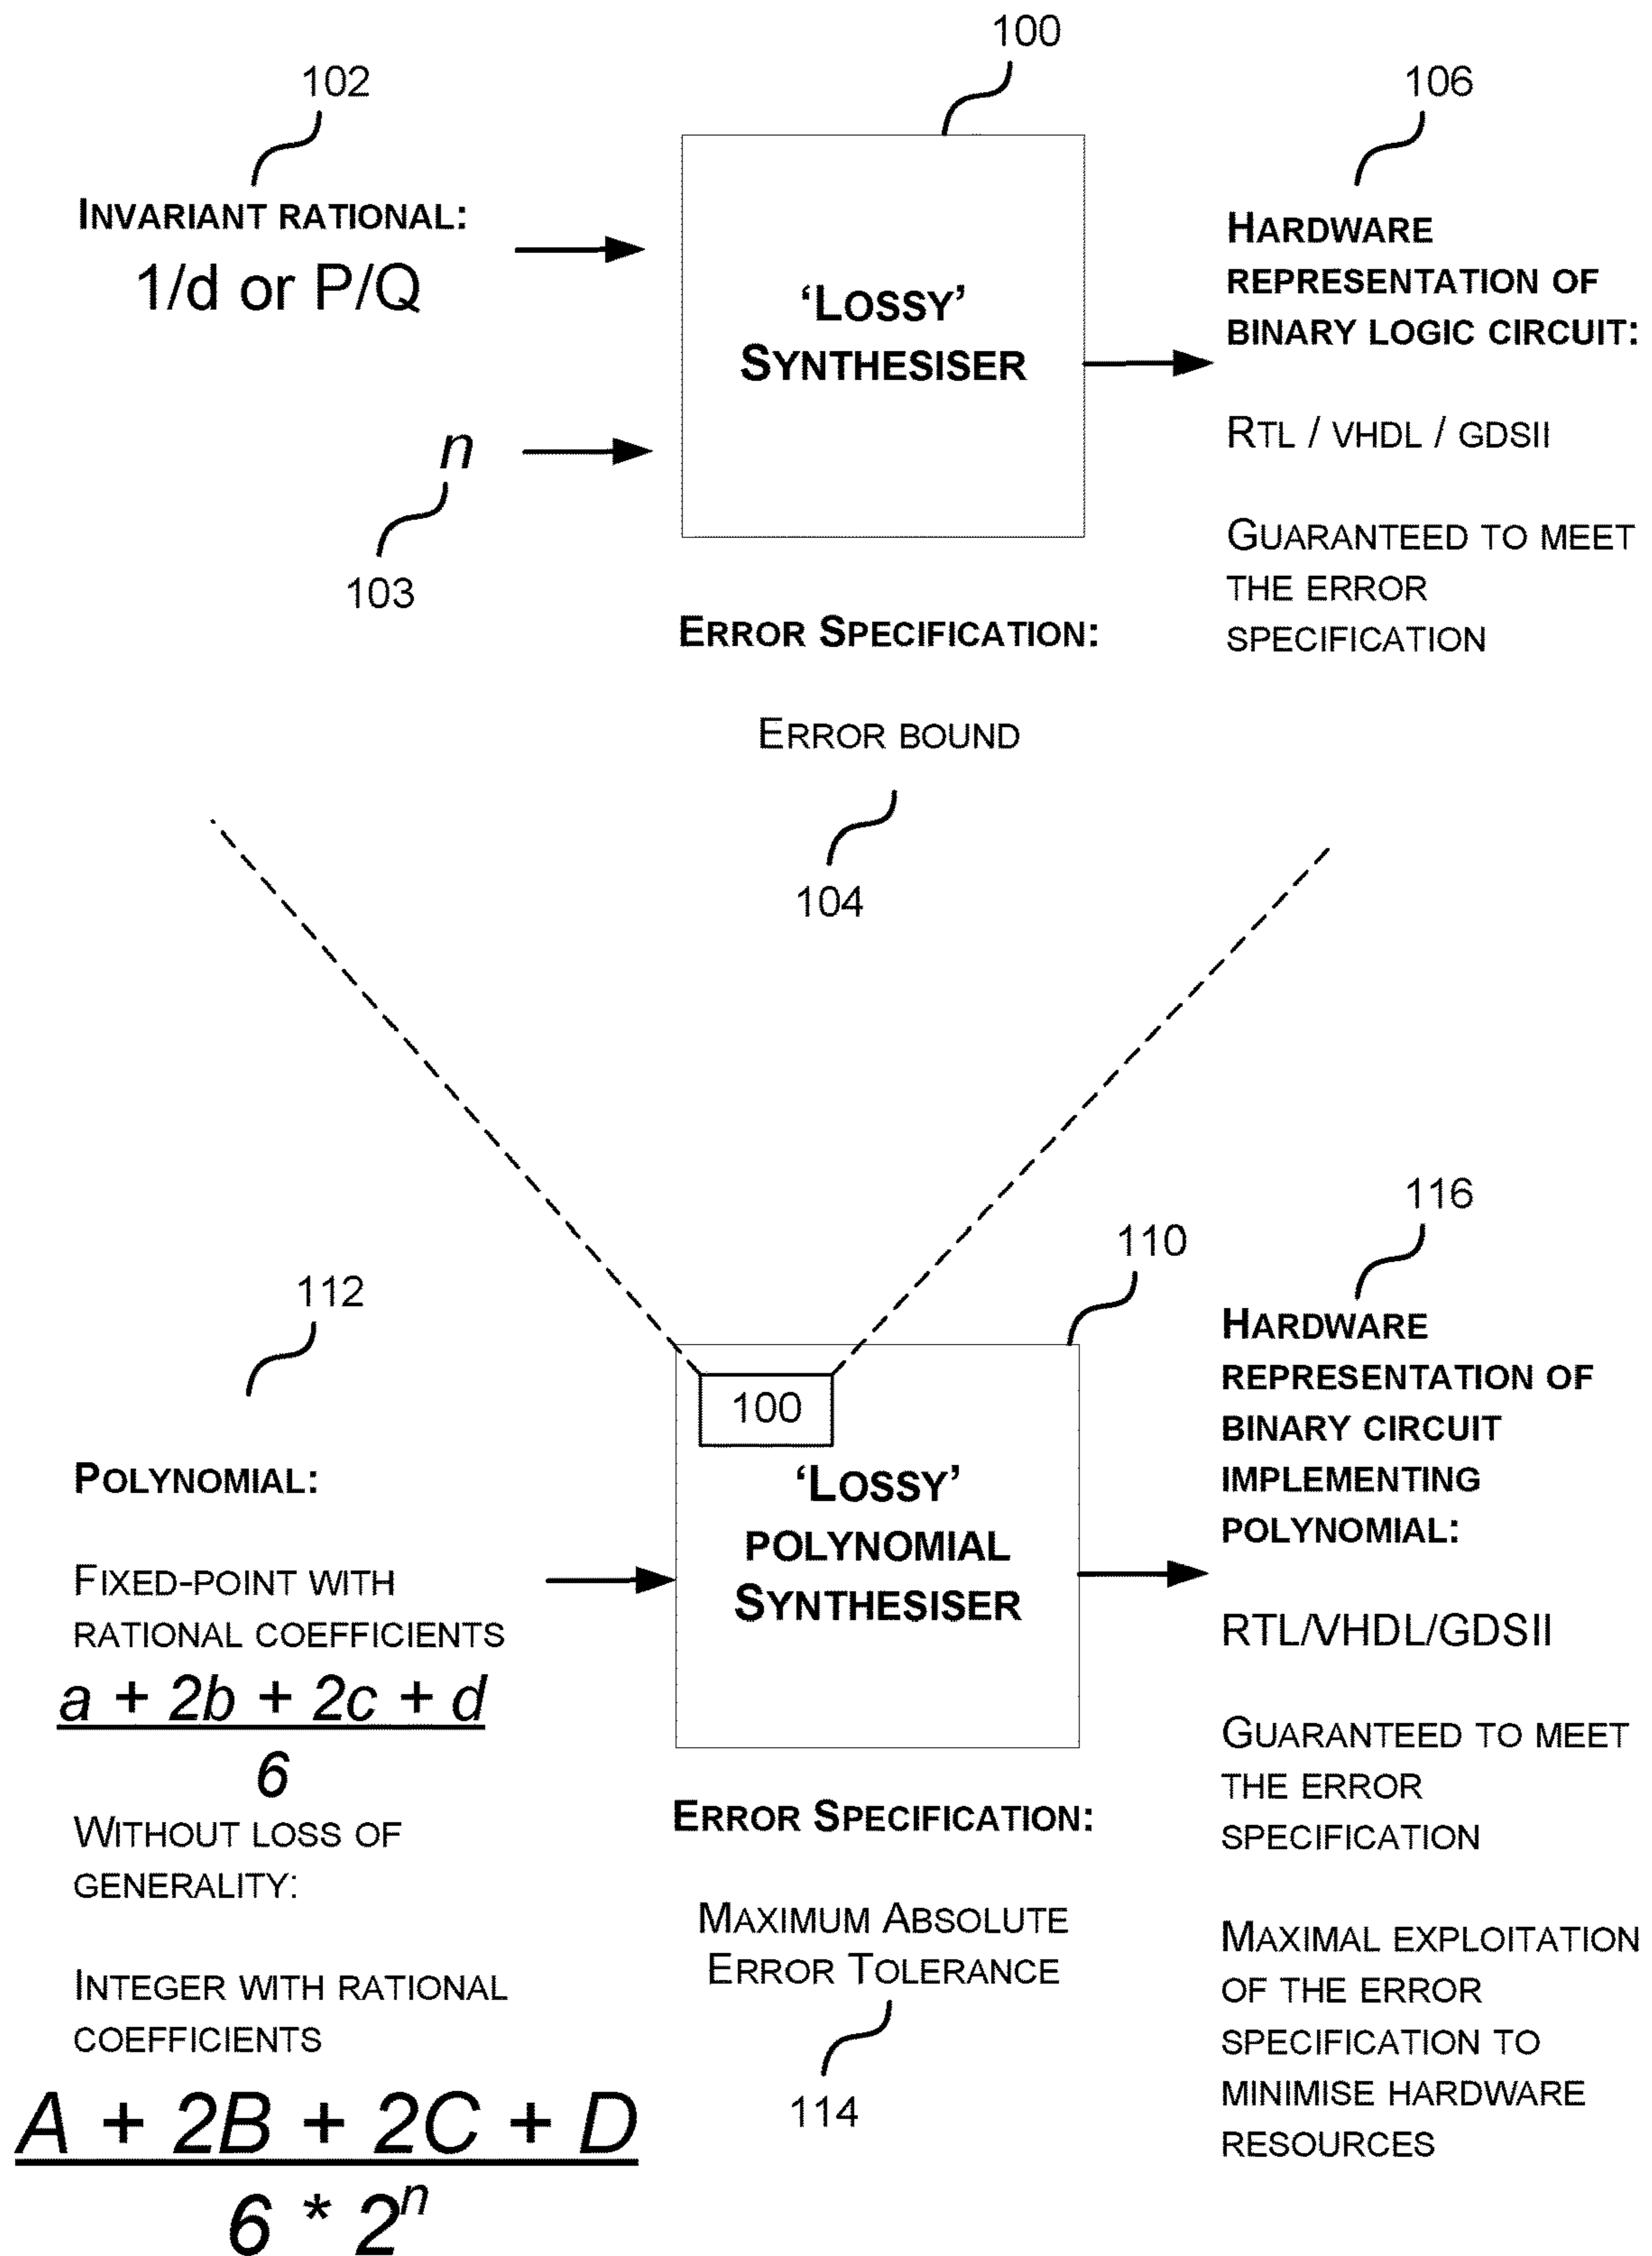 100
102
106
INVARIANT RATIONAL:
1/d or P/Q
n
103
'LOSSY'
SYNTHESISER
HARDWARE
REPRESENTATION OF
BINARY LOGIC CIRCUIT:
RTL / VHDL / GDSII
GUARANTEED TO MEET
THE ERROR
SPECIFICATION
ERROR SPECIFICATION:
ERROR BOUND
104
112
POLYNOMIAL:
FIXED-POINT WITH
RATIONAL COEFFICIENTS
a + 2b + 2c + d
6
WITHOUT LOSS OF
GENERALITY:
INTEGER WITH RATIONAL
COEFFICIENTS
A + 2B + 2C + D
6 * 2^n
110
100
'LOSSY'
POLYNOMIAL
SYNTHESISER
ERROR SPECIFICATION:
MAXIMUM ABSOLUTE
ERROR TOLERANCE
114
116
HARDWARE
REPRESENTATION OF
BINARY CIRCUIT
IMPLEMENTING
POLYNOMIAL:
RTL/VHDL/GDSII
GUARANTEED TO MEET
THE ERROR
SPECIFICATION
MAXIMAL EXPLOITATION
OF THE ERROR
SPECIFICATION TO
MINIMISE HARDWARE
RESOURCES